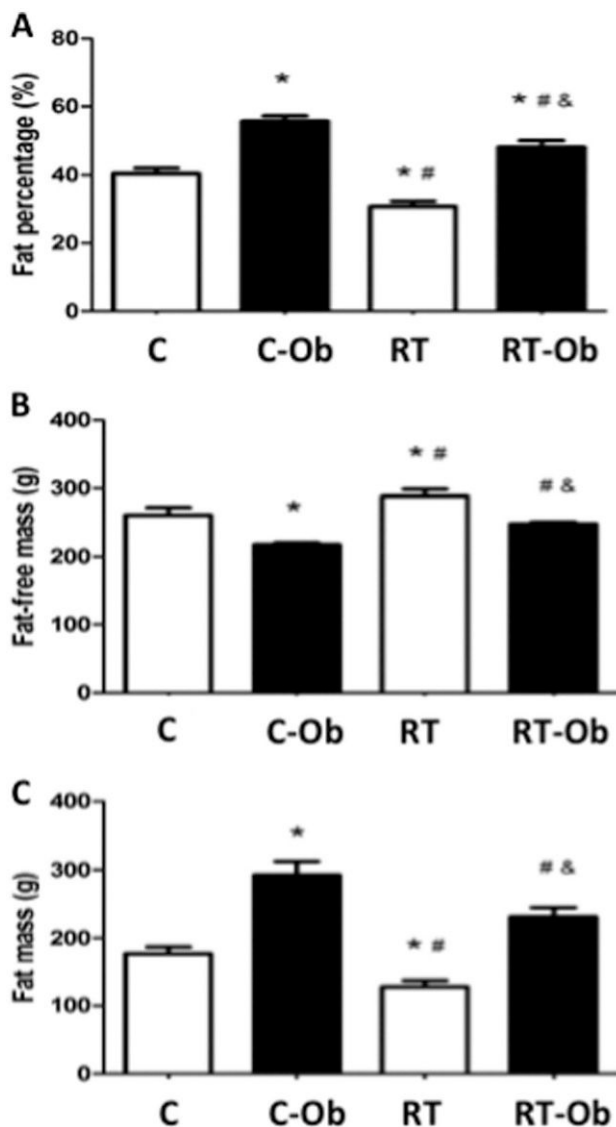 A
Fat percentage (%)
80
60
40
20
0
*
* #
* # &
C C-Ob RT RT-Ob
B
Fat-free mass (g)
400
300
200
100
0
*
* #
# &
C C-Ob RT RT-Ob
C
Fat mass (g)
400
300
200
100
0
*
* #
# &
C C-Ob RT RT-Ob